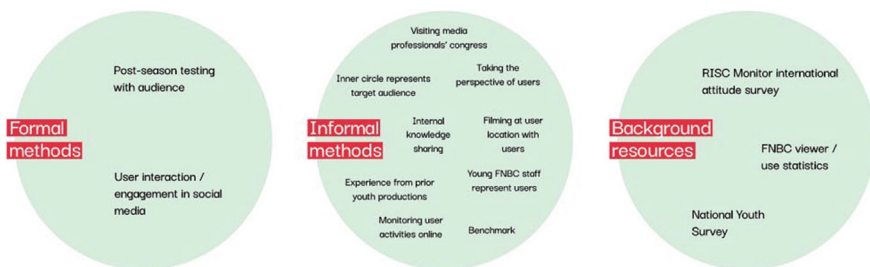 Formal
methods
Post-season testing
with audience
User interaction /
engagement in social
media
Informal
methods
Visiting media
professionals' congress
Inner circle represents
target audience
Taking the
perspective of users
Internal
knowledge
sharing
Filming at user
location with
users
Experience from prior
youth productions
Young FNBC staff
represent users
Monitoring user
activities online
Benchmark
Background
resources
RISC Monitor international
attitude survey
FNBC viewer /
use statistics
National Youth
Survey